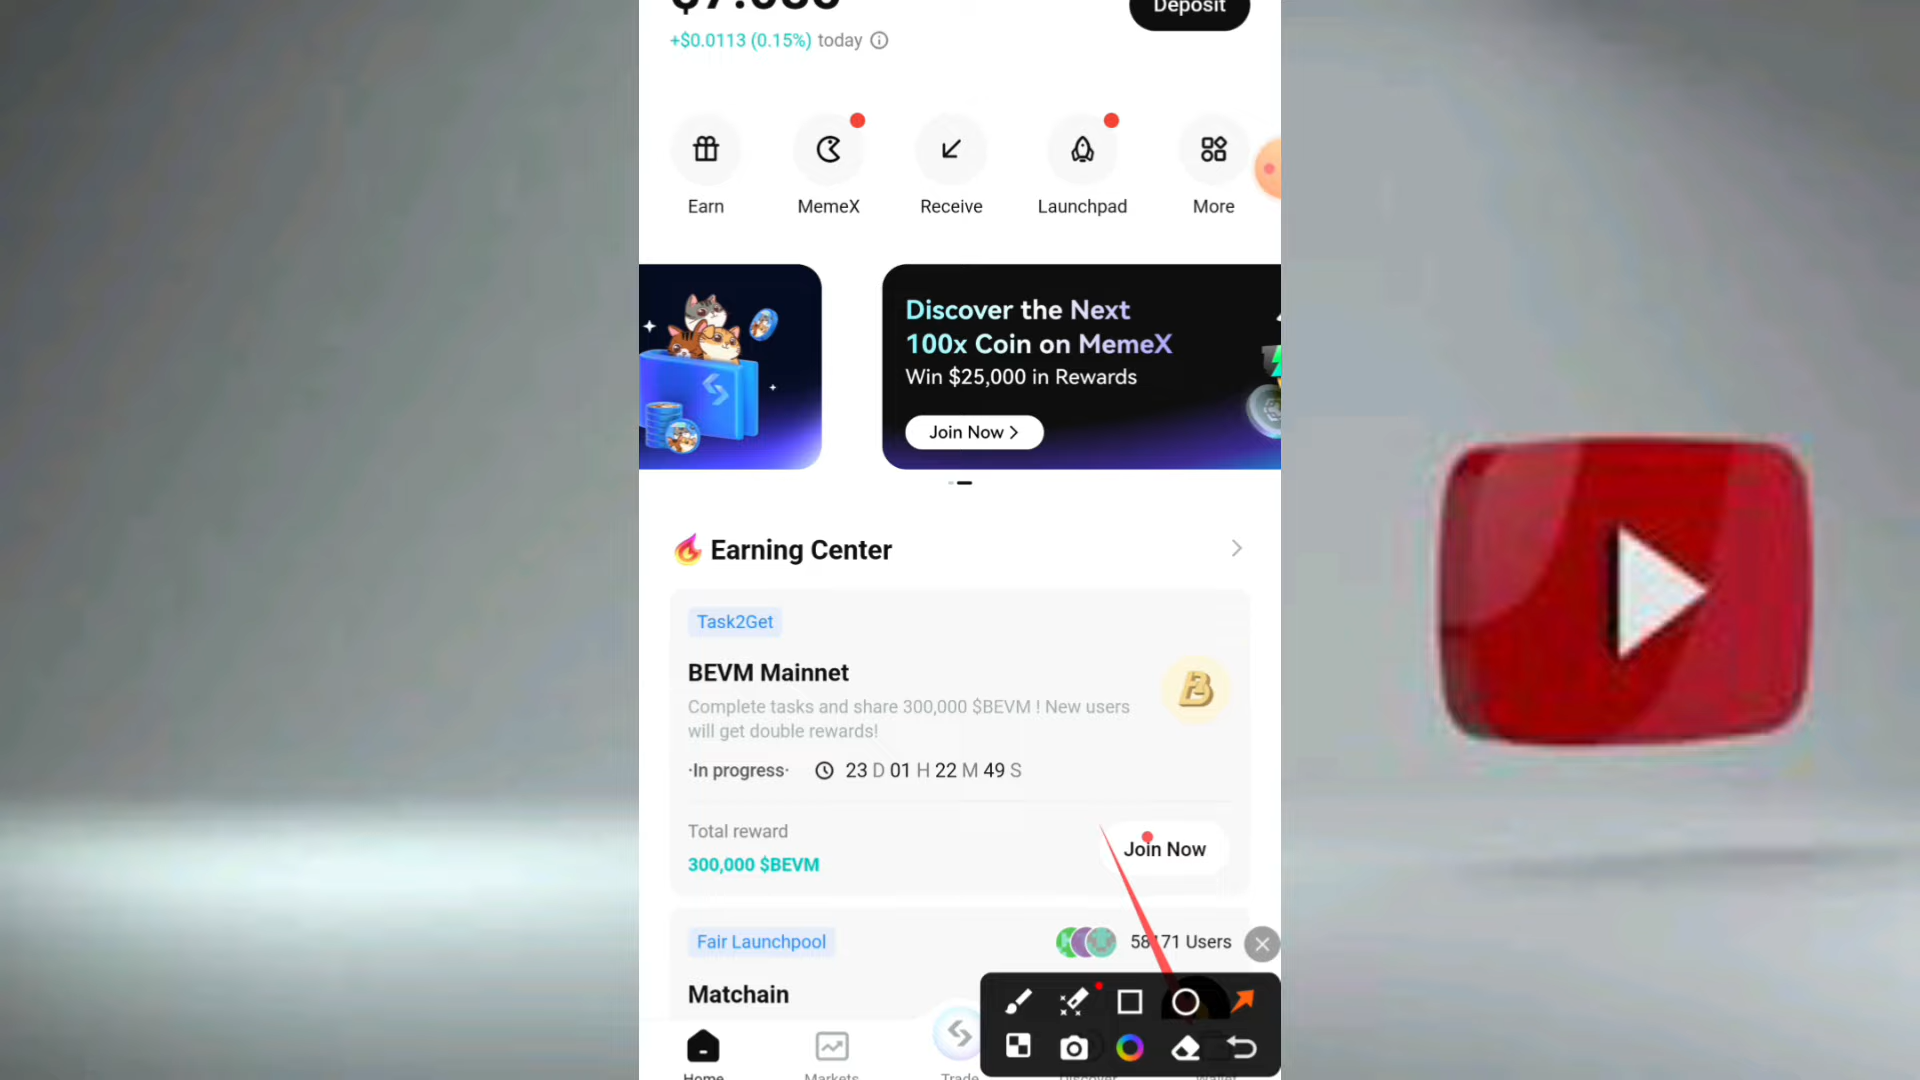 Deposit
+$0.0113 (0.15%) today
Earn
MemeX
Receive
Launchpad
More
Discover the Next
100x Coin on MemeX
Win $25,000 in Rewards
Join Now >
Earning Center
Task2Get
BEVM Mainnet
Complete tasks and share 300,000 $BEVM ! New users
will get double rewards!
·In progress·
23 D 01 H 22 M 49 S
Total reward
300,000 $BEVM
Join Now
Fair Launchpool
Users
Matchain
Home
Markets
Trade